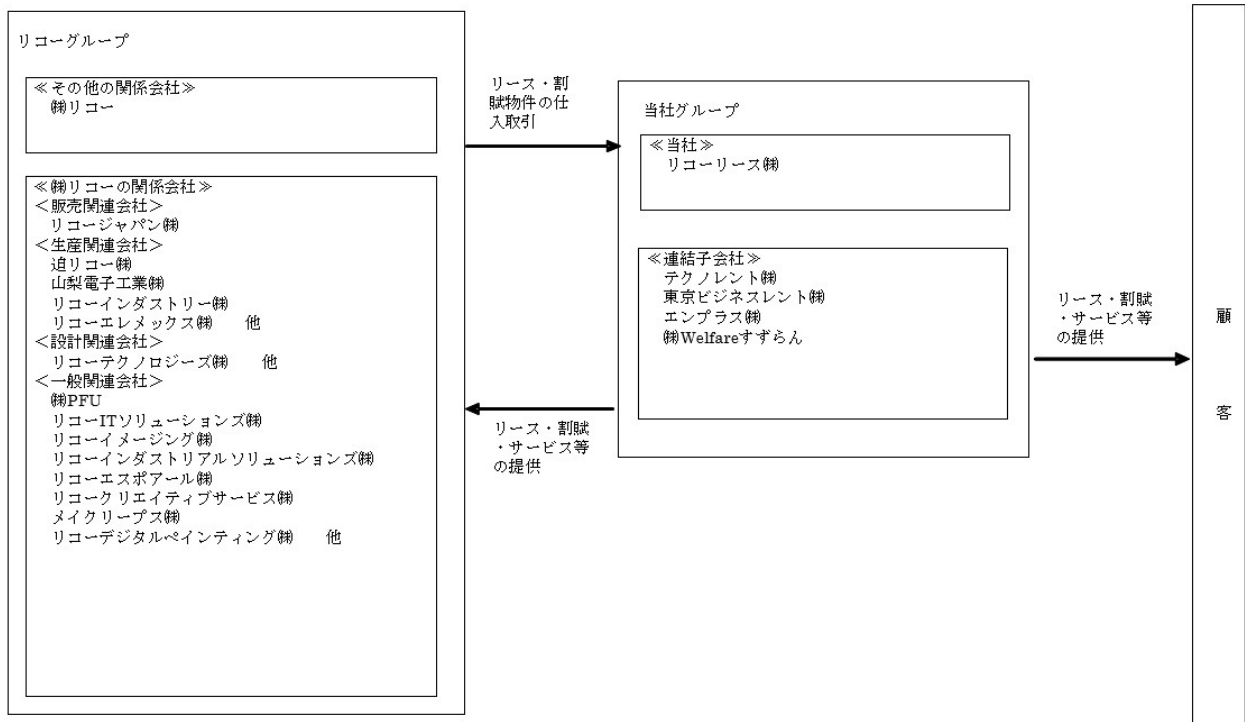 リコーグループ
≪その他の関係会社≫
㈱リコー
≪㈱リコーの関係会社≫
＜販売関連会社＞
リコージャパン㈱
＜生産関連会社＞
迫リコー㈱
山梨電子工業㈱
リコーインダストリー㈱
リコーエレメックス㈱　他
＜設計関連会社＞
リコーテクノロジーズ㈱　他
＜一般関連会社＞
㈱PFU
リコーITソリューションズ㈱
リコーイメージング㈱
リコーインダストリアルソリューションズ㈱
リコーエスポアール㈱
リコークリエイティブサービス㈱
メイクリープス㈱
リコーデジタルペインティング㈱　他
リース・割
賦物件の仕
入取引
リース・割賦
・サービス等
の提供
当社グループ
≪当社≫
リコーリース㈱
≪連結子会社≫
テクノレント㈱
東京ビジネスレント㈱
エンプラス㈱
㈱Welfareすずらん
リース・割賦
・サービス等
の提供
顧
客